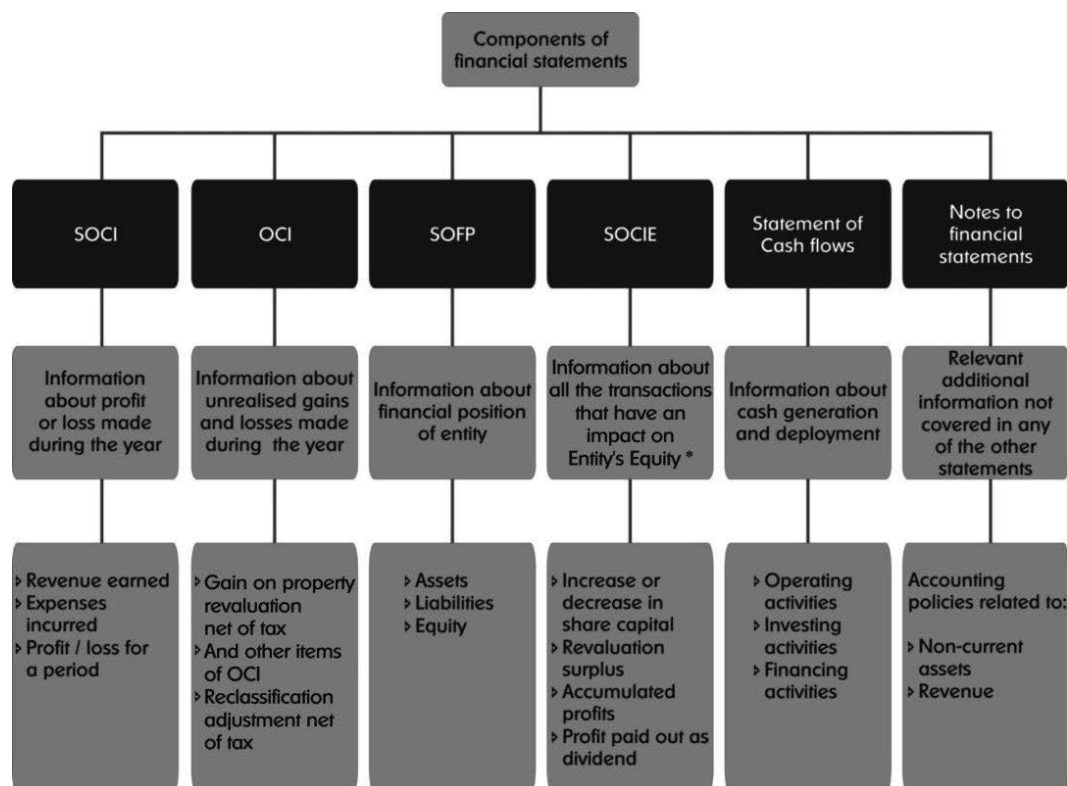 Components of
financial statements
SOCI
OCI
SOFP
SOCIE
Statement of
Cash flows
Notes to
financial
statements
Information
about profit
or loss made
during the year
Information about
unrealised gains
and losses made
during the year
Information about
financial position
of entity
Information about
all the transactions
that have an
impact on
Entity's Equity *
Information about
cash generation
and deployment
Relevant
additional
information not
covered in any
of the other
statements
▹ Revenue earned
▹ Expenses
incurred
▹ Profit / loss for
a period
▹ Gain on property
revaluation
net of tax
▹ And other items
of OCI
▹ Reclassification
adjustment net
of tax
▹ Assets
▹ Liabilities
▹ Equity
▹ Increase or
decrease in
share capital
▹ Revaluation
surplus
▹ Accumulated
profits
▹ Profit paid out as
dividend
▹ Operating
activities
▹ Investing
activities
▹ Financing
activities
Accounting
policies related to:
▹ Non-current
assets
▹ Revenue